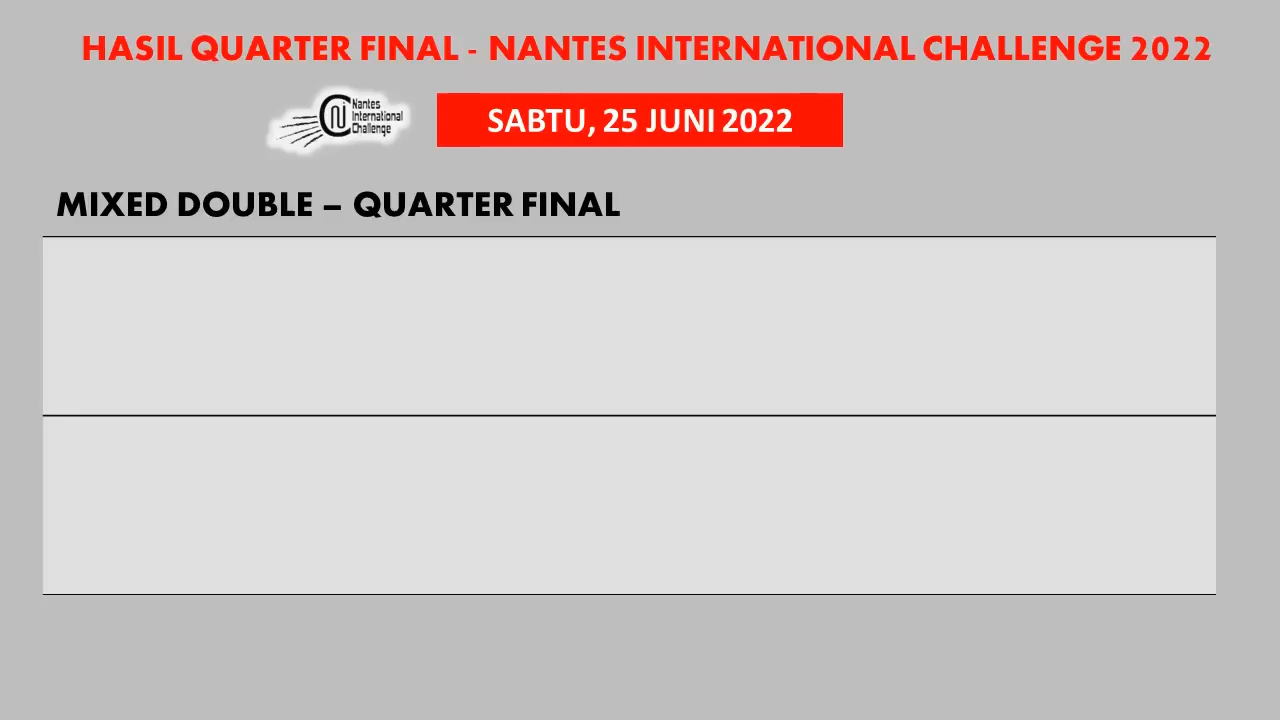 HASIL QUARTER FINAL - NANTES INTERNATIONAL CHALLENGE 2022
Nantes
International
Challenge
SABTU, 25 JUNI 2022
MIXED DOUBLE – QUARTER FINAL